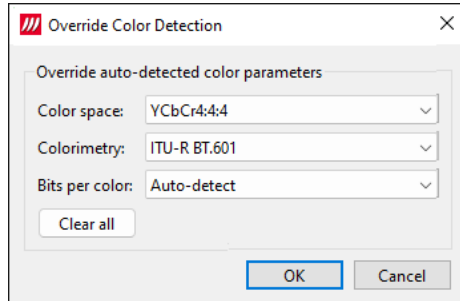 Override Color Detection
Override auto-detected color parameters
Color space: YCbCr4:4:4
Colorimetry: ITU-R BT.601
Bits per color: Auto-detect
Clear all
OK Cancel